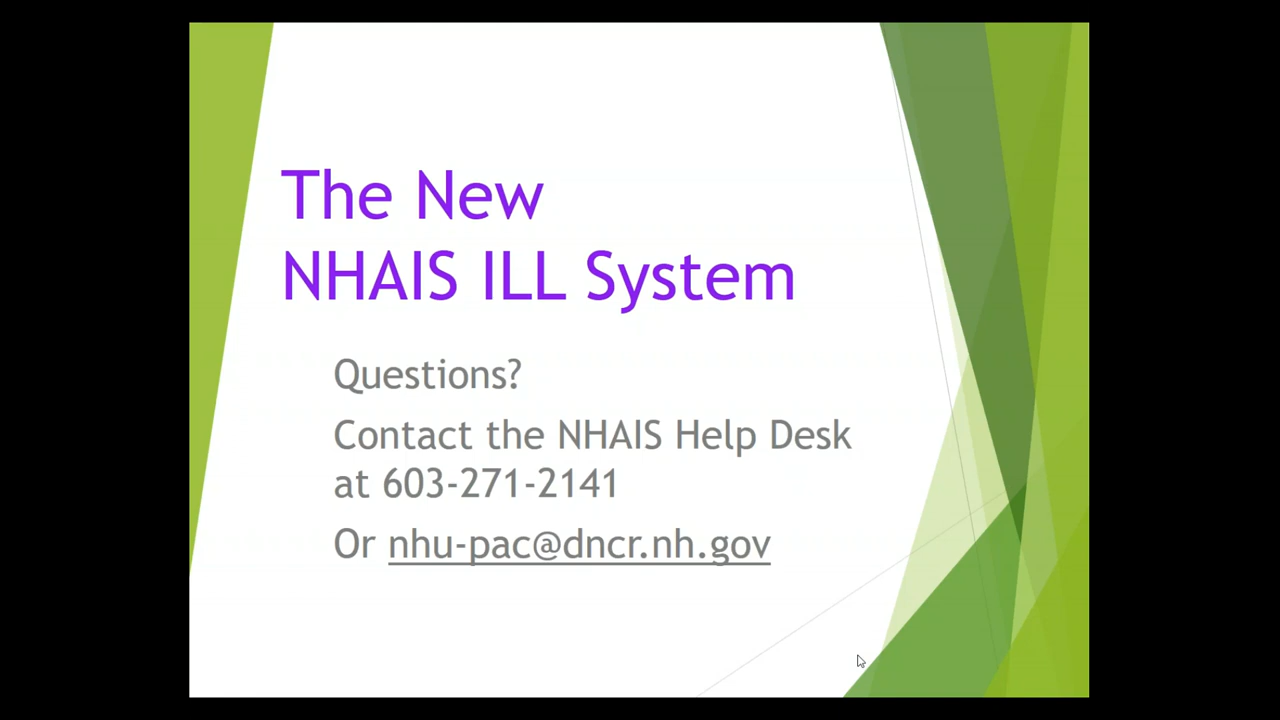 The New
NHAIS ILL System
Questions?
Contact the NHAIS Help Desk
at 603-271-2141
Or nhu-pac@dncr.nh.gov